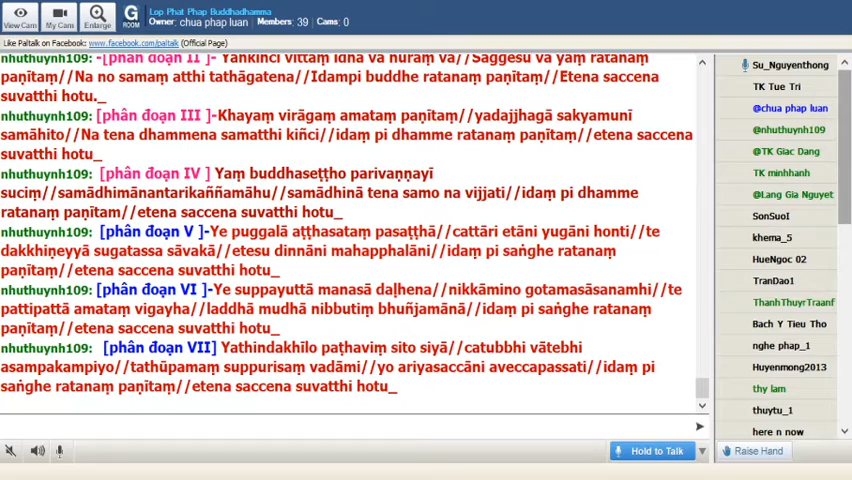 View Cam
My Cams
Enlarge
G
ROOM
Lop Phat Phap Buddhadhamma
Owner: chua phap luan Members: 39 Cams: 0
Like Paltalk on Facebook: www.facebook.com/paltalk (Official Page)
nhuthuynh109: -[phân đoạn II ]- Yaṅkiñci vittaṃ idha vā huraṃ vā//Saggesu vā yaṃ ratanaṃ
paṇītaṃ//Na no samaṃ atthi tathāgatena//Idampi buddhe ratanaṃ paṇītaṃ//Etena saccena
suvatthi hotu._
nhuthuynh109: [phân đoạn III ]-Khayaṃ virāgaṃ amataṃ paṇītaṃ//yadajjhagā sakyamunī
samāhito//Na tena dhammena samatthi kiñci//idaṃ pi dhamme ratanaṃ paṇītaṃ//etena saccena
suvatthi hotu_
nhuthuynh109: [phân đoạn IV ] Yaṃ buddhaseṭṭho parivaṇṇayī
suciṃ//samādhimānantarikaññamāhu//samādhinā tena samo na vijjati//idaṃ pi dhamme
ratanaṃ paṇītam//etena saccena suvatthi hotu_
nhuthuynh109: [phân đoạn V ]-Ye puggalā aṭṭhasataṃ pasaṭṭhā//cattāri etāni yugāni honti//te
dakkhiṇeyyā sugatassa sāvakā//etesu dinnāni mahapphalāni//idaṃ pi saṅghe ratanaṃ
paṇītaṃ//etena saccena suvatthi hotu_
nhuthuynh109: [phân đoạn VI ]-Ye suppayuttā manasā daḷhena//nikkāmino gotamasāsanamhi//te
pattipattā amataṃ vigayha//laddhā mudhā nibbutiṃ bhuñjamānā//idaṃ pi saṅghe ratanaṃ
paṇītaṃ//etena saccena suvatthi hotu_
nhuthuynh109: [phân đoạn VII] Yathindakhīlo paṭhaviṃ sito siyā//catubbhi vātebhi
asampakampiyo//tathūpamaṃ suppurisaṃ vadāmi//yo ariyasaccāni aveccapassati//idaṃ pi
saṅghe ratanaṃ paṇītaṃ//etena saccena suvatthi hotu_
Su_Nguyenthong
TK Tue Tri
@chua phap luan
@nhuthuynh109
@TK Giac Dang
TK minhhanh
@Lang Gia Nguyet
SonSuoI
khema_5
HueNgoc 02
TranDao1
ThanhThuyrTraanf
Bach Y Tieu Tho
nghe phap_1
Huyenmong2013
thy lam
thuytu_1
here n now
Hold to Talk
Raise Hand